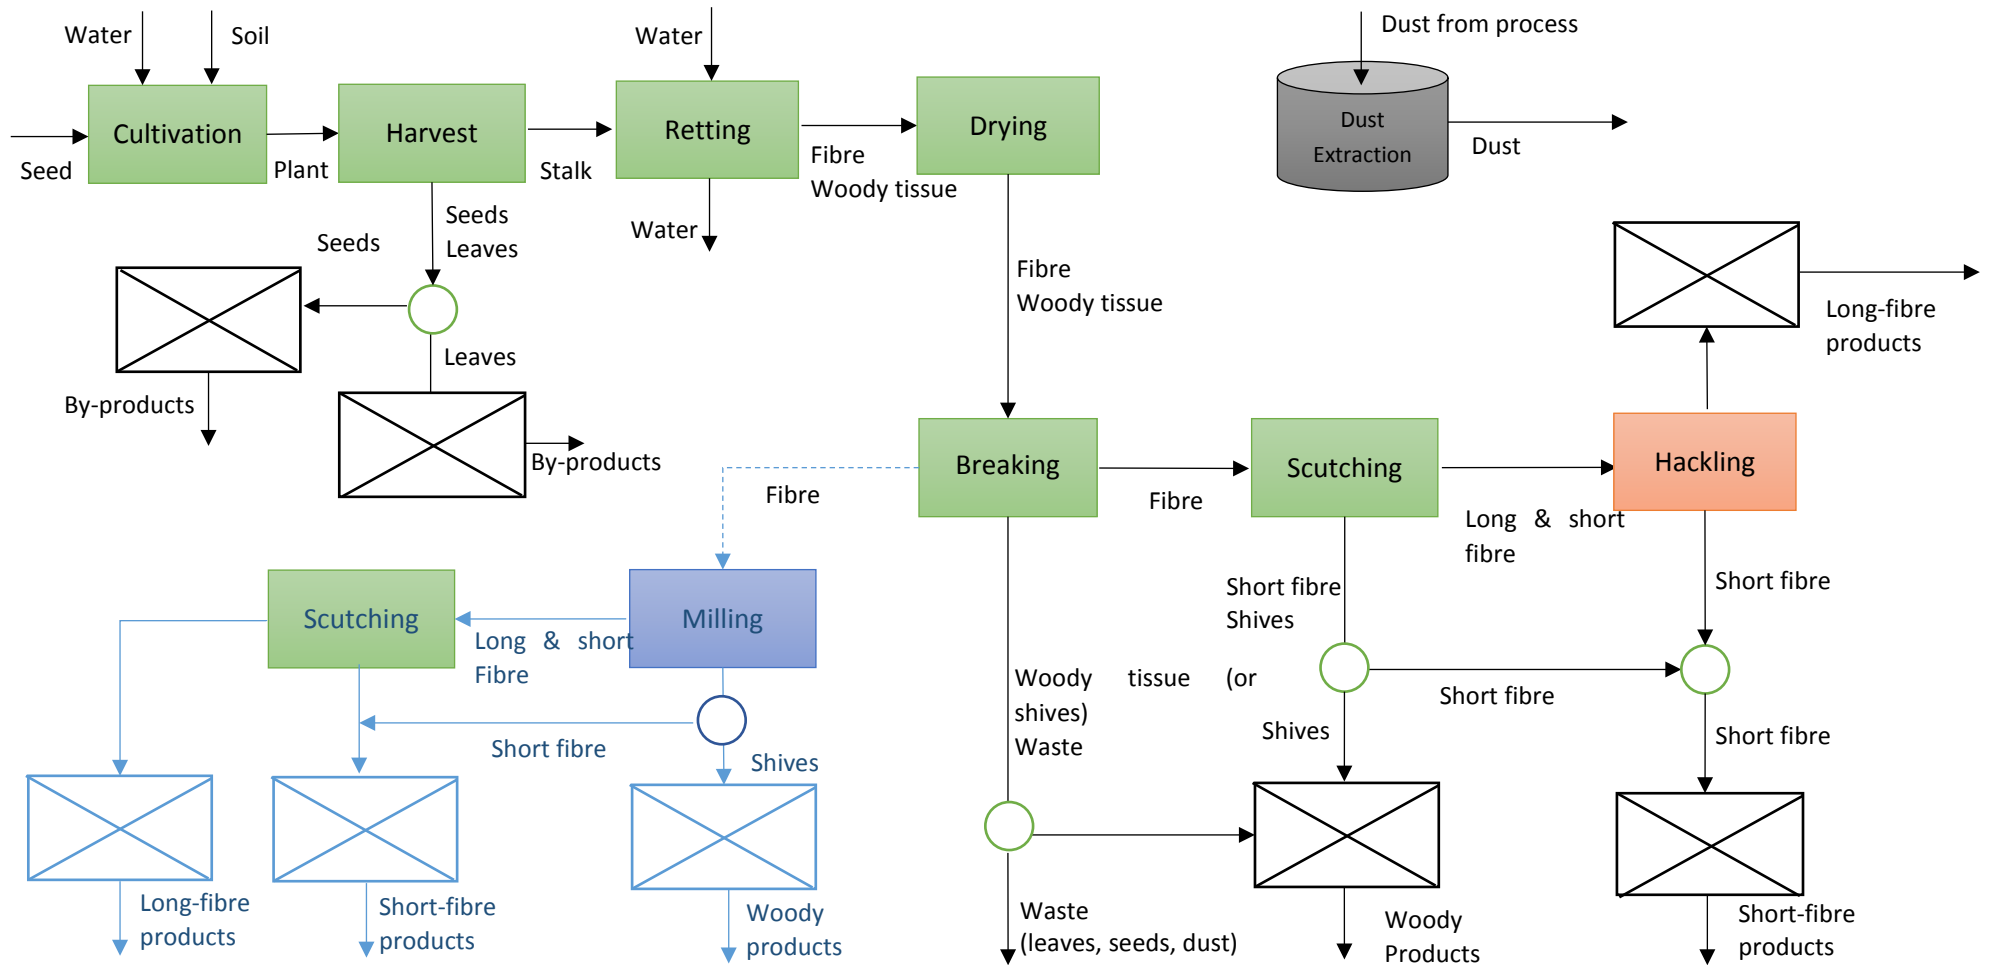 Water
Soil
Water
Dust from process
Cultivation
Harvest
Retting
Drying
Dust
Extraction
Dust
Seed
Plant
Stalk
Fibre
Woody tissue
Seeds
Leaves
Water
Seeds
Leaves
By-products
By-products
Fibre
Woody tissue
Long-fibre
products
Breaking
Scutching
Hackling
Fibre
Fibre
Long & short
fibre
Short fibre
Shives
Short fibre
Scutching
Milling
Long & short
Fibre
Woody tissue (or
shives)
Waste
Short fibre
Shives
Short fibre
Short fibre
Shives
Long-fibre
products
Short-fibre
products
Woody
products
Waste
(leaves, seeds, dust)
Woody
Products
Short-fibre
products